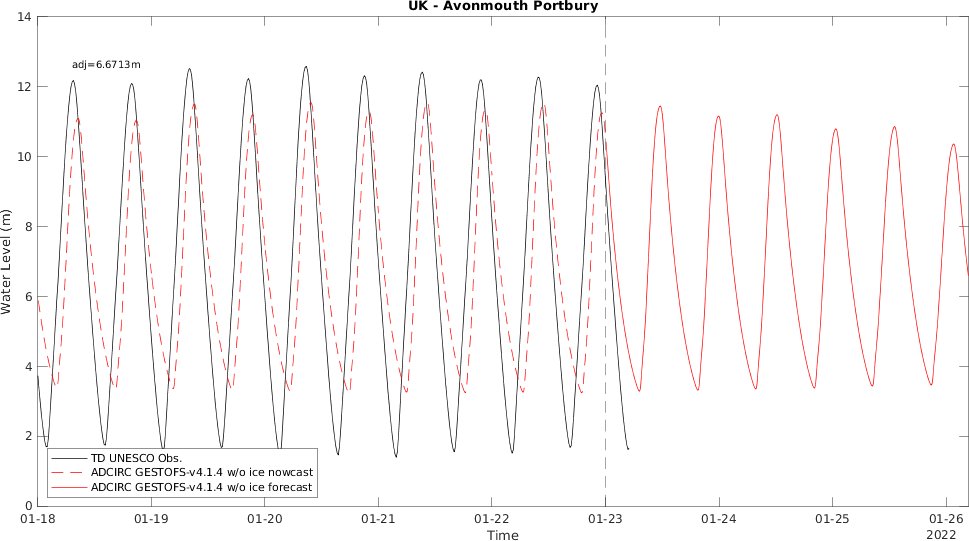 UK - Avonmouth Portbury
14
12
10
8
6
4
2
0
Water Level (m)
adj=6.6713m
TD UNESCO Obs.
ADCIRC GESTOFS-v4.1.4 w/o ice nowcast
ADCIRC GESTOFS-v4.1.4 w/o ice forecast
01-18 01-19 01-20 01-21 01-22 01-23 01-24 01-25 01-26
2022
Time